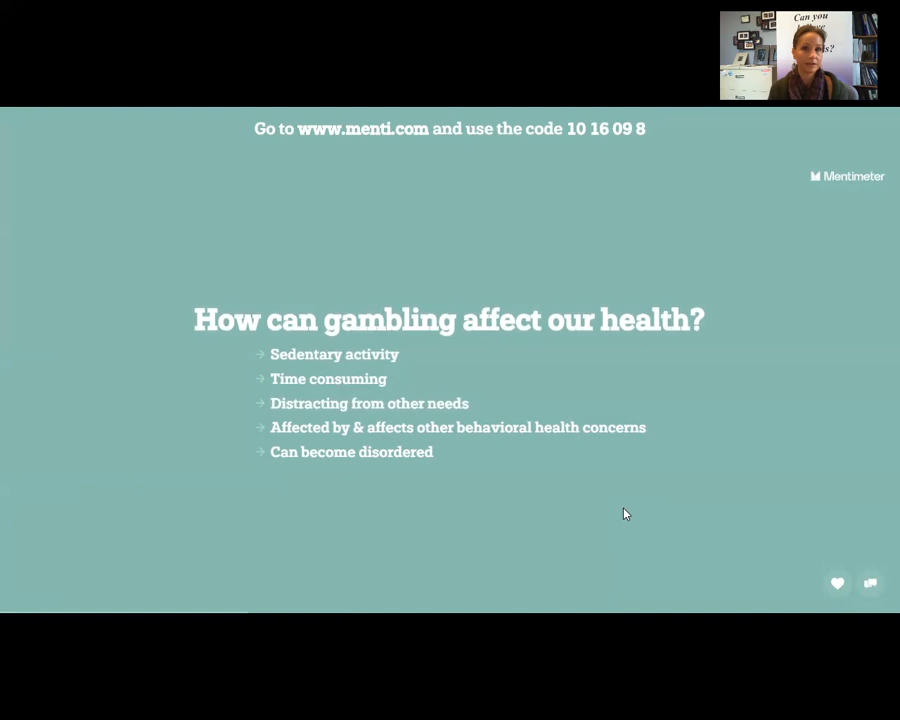 Can you
?
Go to www.menti.com and use the code 10 16 09 8
Mentimeter
How can gambling affect our health?
→ Sedentary activity
→ Time consuming
→ Distracting from other needs
→ Affected by & affects other behavioral health concerns
→ Can become disordered